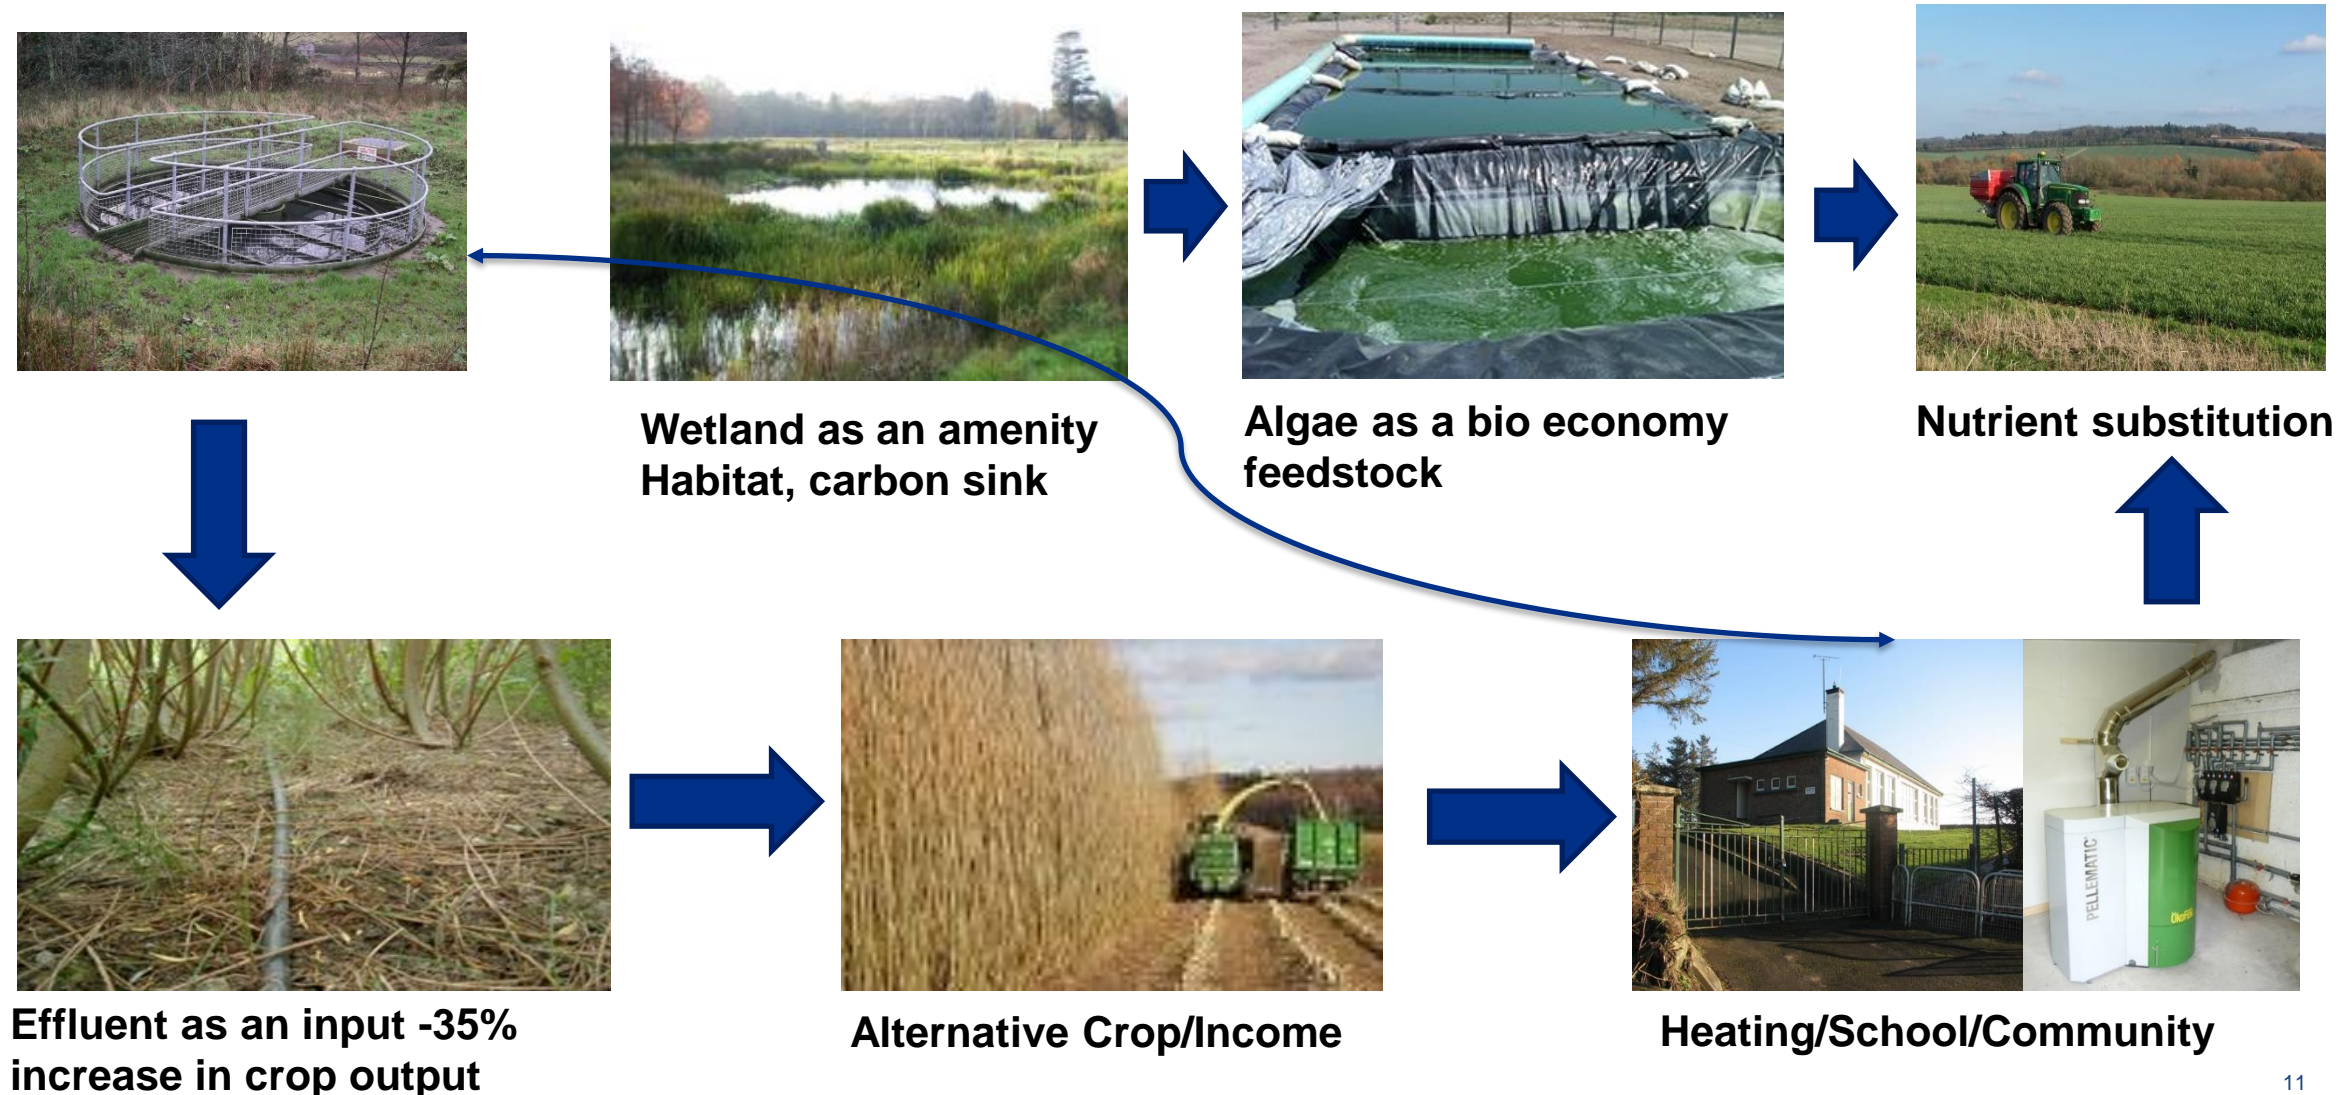 Wetland as an amenity
Habitat, carbon sink
Algae as a bio economy
feedstock
Nutrient substitution
Effluent as an input -35%
increase in crop output
Alternative Crop/Income
PELLEMATIC
ÖkoFEN
Heating/School/Community
11